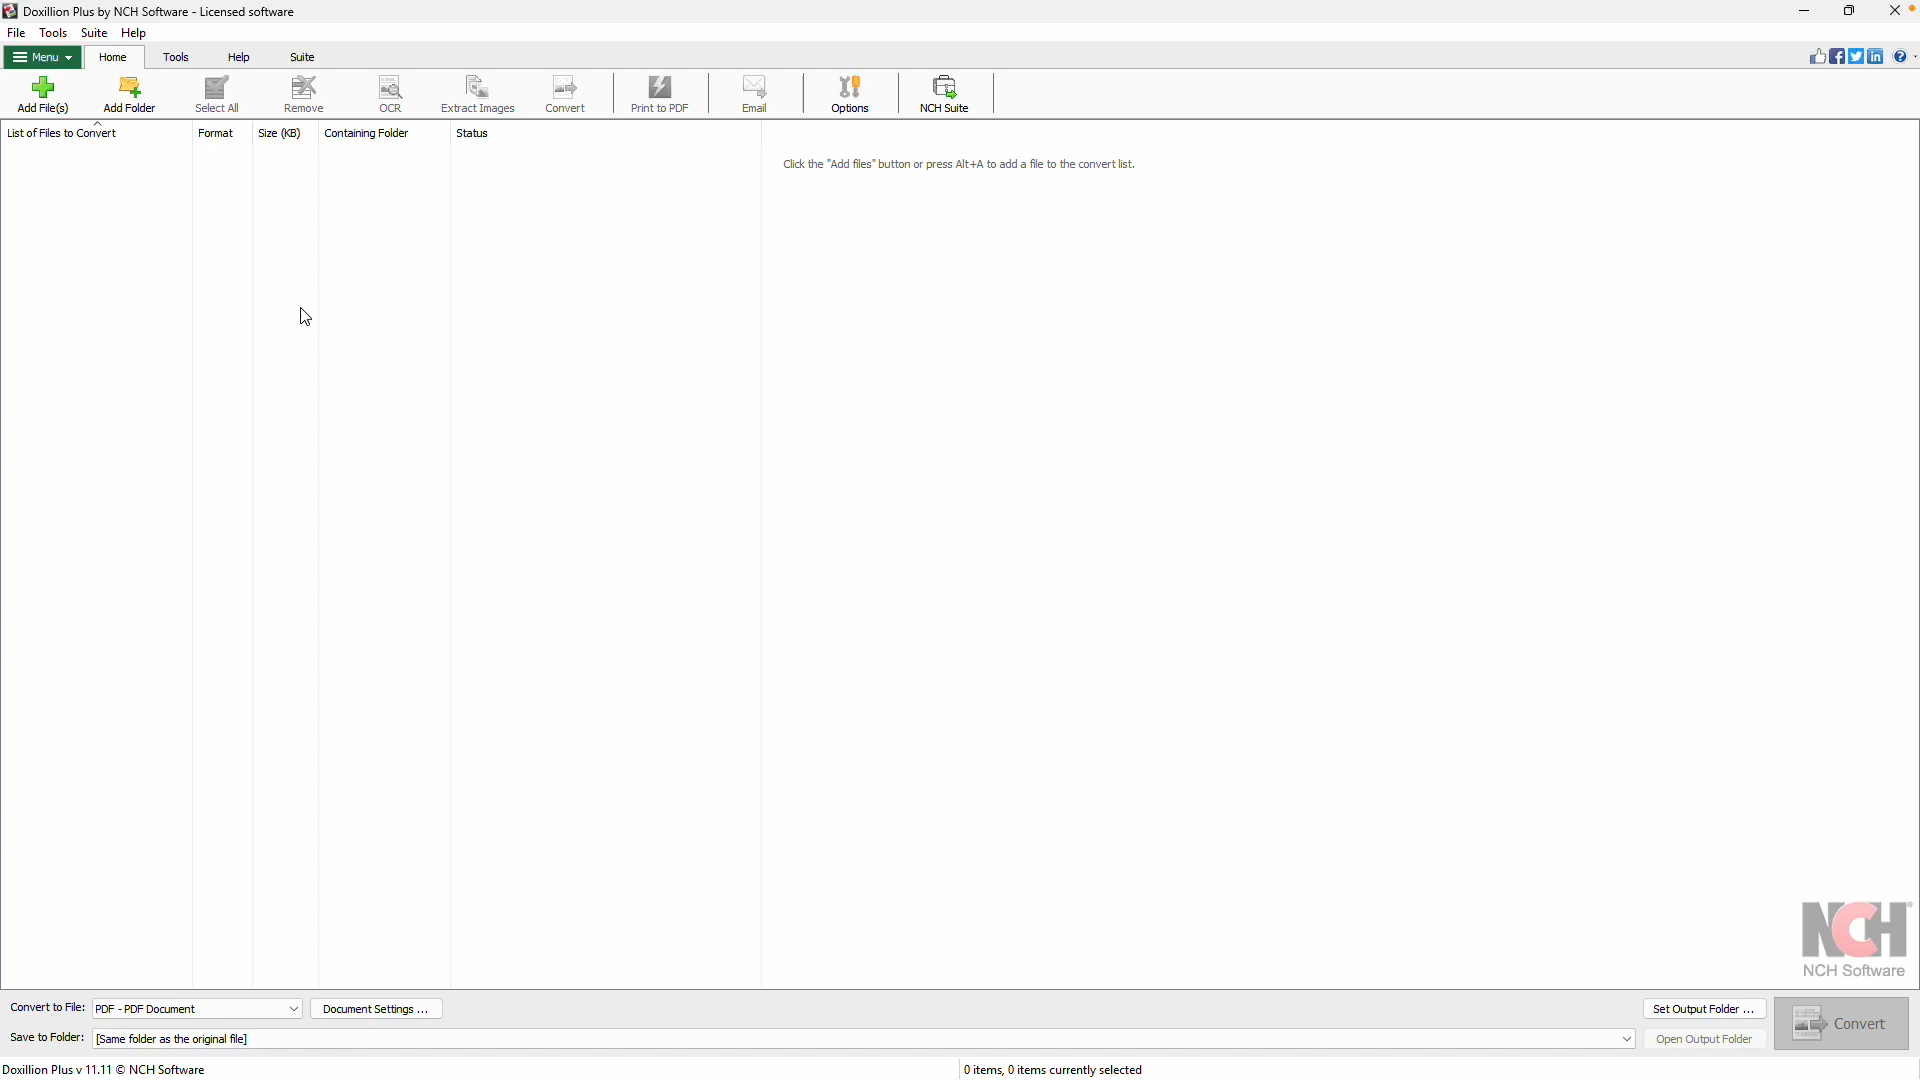 Doxillion Plus by NCH Software - Licensed software
File Tools Suite Help
Menu Home Tools Help Suite
Add File(s) Add Folder Select All Remove OCR Extract Images Convert Print to PDF Email Options NCH Suite
List of Files to Convert Format Size (KB) Containing Folder Status
Click the "Add files" button or press Alt+A to add a file to the convert list.
NCH®
NCH Software
Convert to File: PDF - PDF Document Document Settings ... Set Output Folder ...
Convert
Save to Folder: [Same folder as the original file] Open Output Folder
Doxillion Plus v 11.11 © NCH Software 0 items, 0 items currently selected